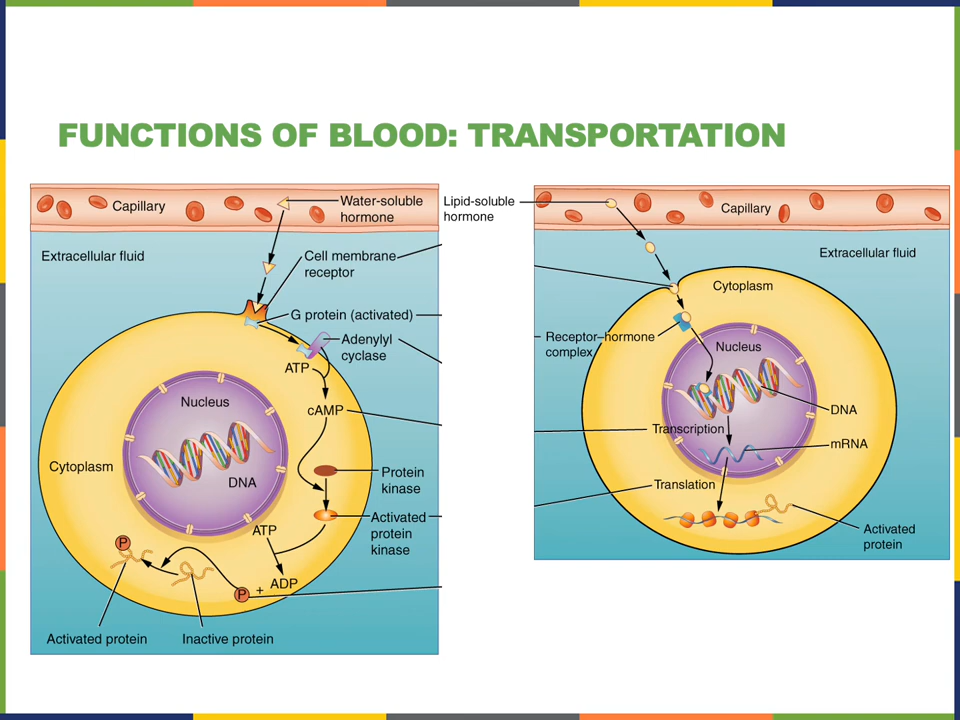 FUNCTIONS OF BLOOD: TRANSPORTATION
Capillary
Water-soluble
hormone
Extracellular fluid
Cell membrane
receptor
G protein (activated)
Adenylyl
cyclase
ATP
Nucleus
cAMP
Cytoplasm
DNA
Protein
kinase
Activated
protein
kinase
ATP
P
ADP
P
+
Activated protein
Inactive protein
Lipid-soluble
hormone
Capillary
Extracellular fluid
Cytoplasm
Receptor–hormone
complex
Nucleus
DNA
Transcription
mRNA
Translation
Activated
protein